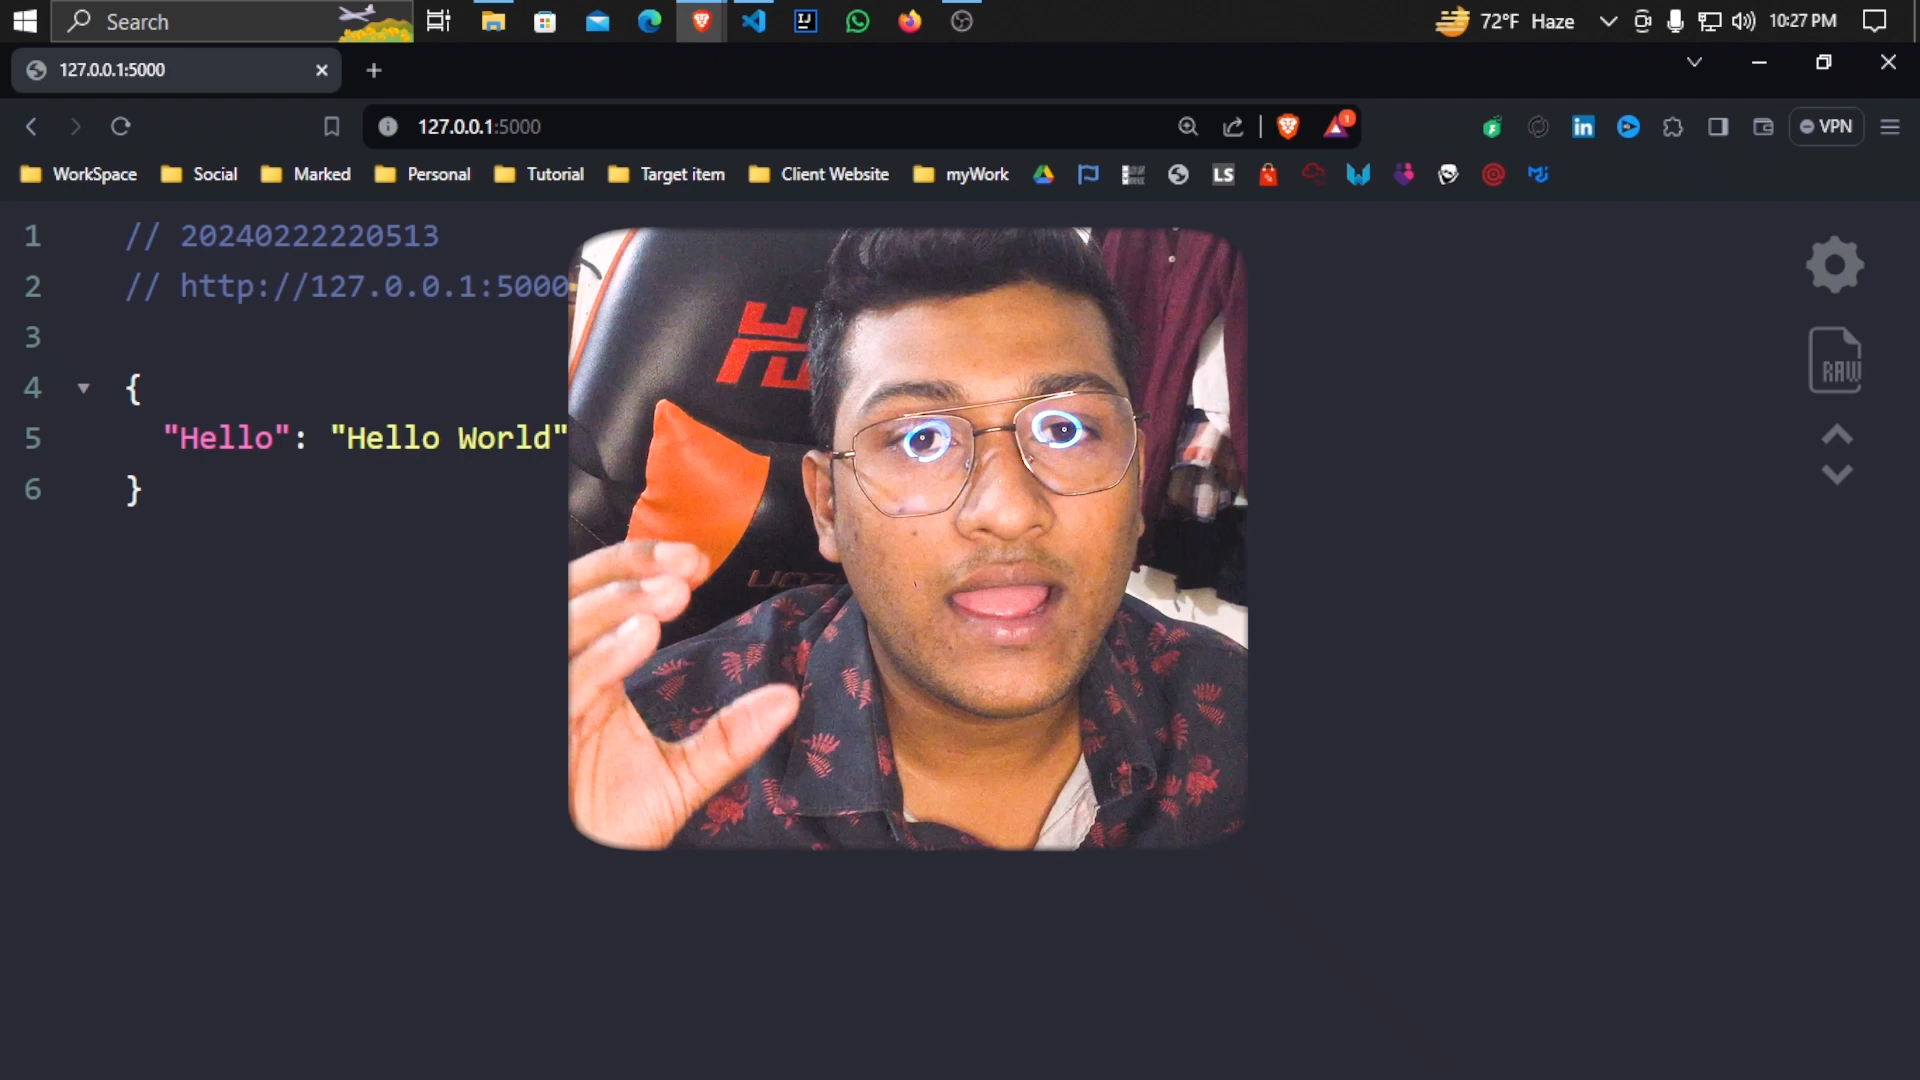 Search
72°F Haze
10:27 PM
127.0.0.1:5000
127.0.0.1:5000
1
VPN
WorkSpace
Social
Marked
Personal
Tutorial
Target item
Client Website
myWork
LS
1 // 20240222220513
2 // http://127.0.0.1:5000
3
4 {
5 "Hello": "Hello World"
6 }
RAW